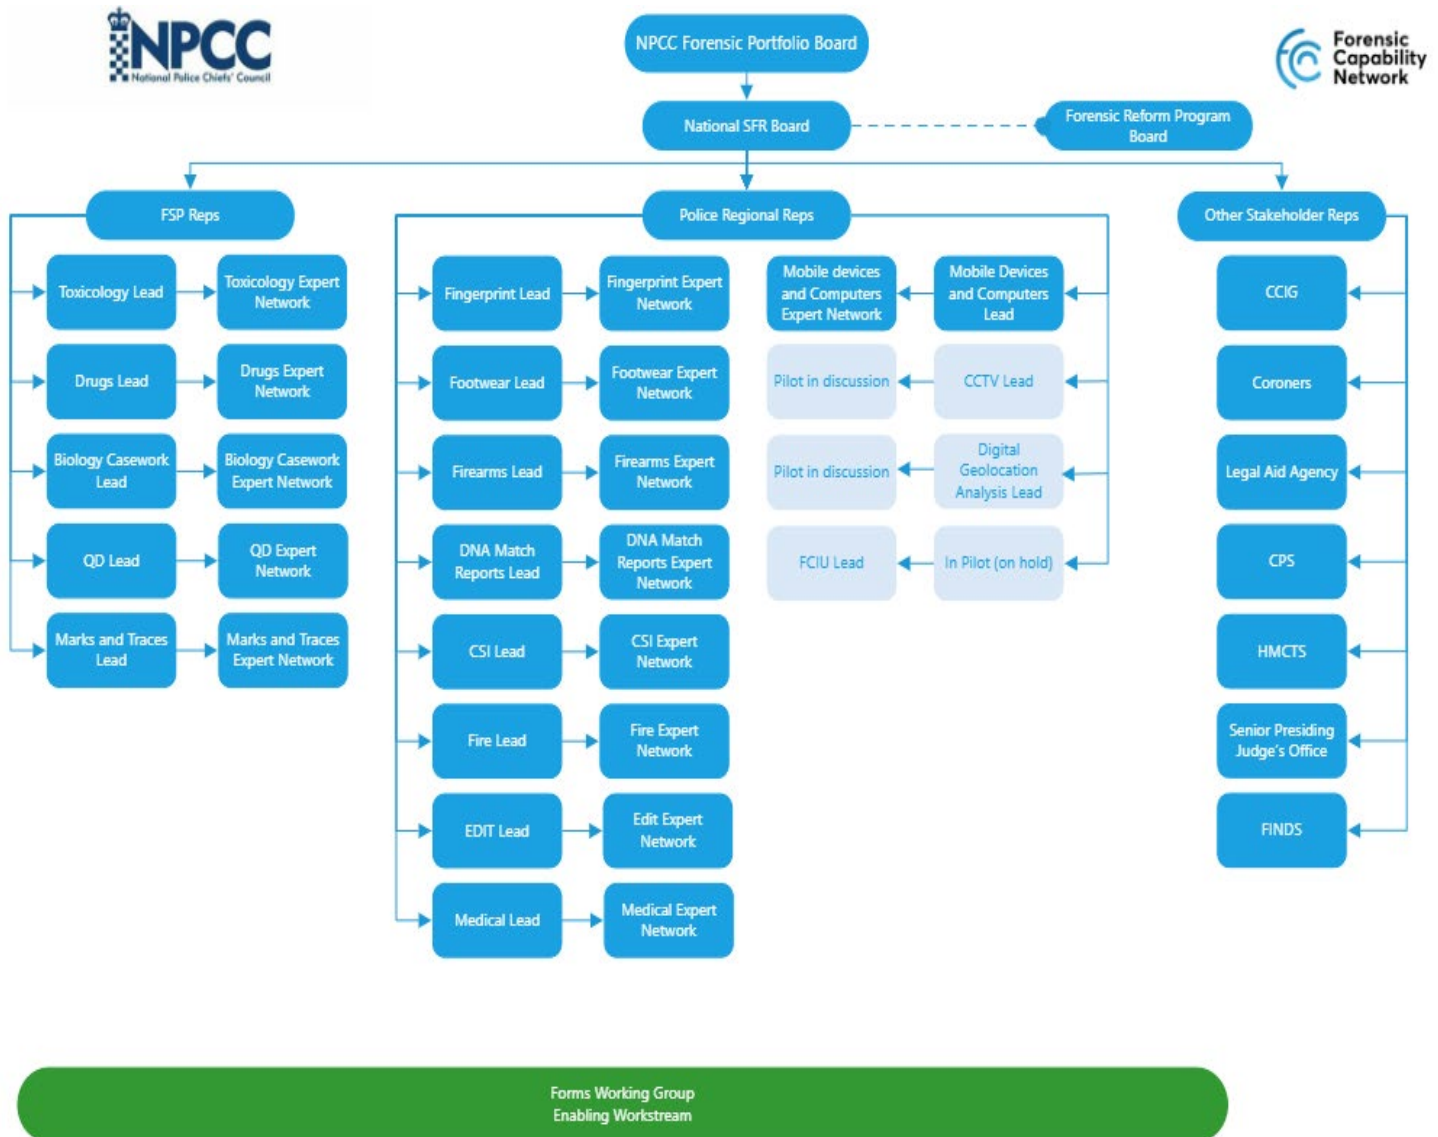 NPCC
National Police Chiefs' Council
NPCC Forensic Portfolio Board
Forensic
Capability
Network
National SFR Board
Forensic Reform Program
Board
FSP Reps
Police Regional Reps
Other Stakeholder Reps
Toxicology Lead
Toxicology Expert
Network
Drugs Lead
Drugs Expert
Network
Biology Casework
Lead
Biology Casework
Expert Network
QD Lead
QD Expert
Network
Marks and Traces
Lead
Marks and Traces
Expert Network
Fingerprint Lead
Fingerprint Expert
Network
Footwear Lead
Footwear Expert
Network
Firearms Lead
Firearms Expert
Network
DNA Match
Reports Lead
DNA Match
Reports Expert
Network
CSI Lead
CSI Expert
Network
Fire Lead
Fire Expert
Network
EDIT Lead
Edit Expert
Network
Medical Lead
Medical Expert
Network
Mobile devices
and Computers
Expert Network
Mobile Devices
and Computers
Lead
Pilot in discussion
CCTV Lead
Pilot in discussion
Digital
Geolocation
Analysis Lead
FCIU Lead
In Pilot (on hold)
CCIG
Coroners
Legal Aid Agency
CPS
HMCTS
Senior Presiding
Judge's Office
FINDS
Forms Working Group
Enabling Workstream